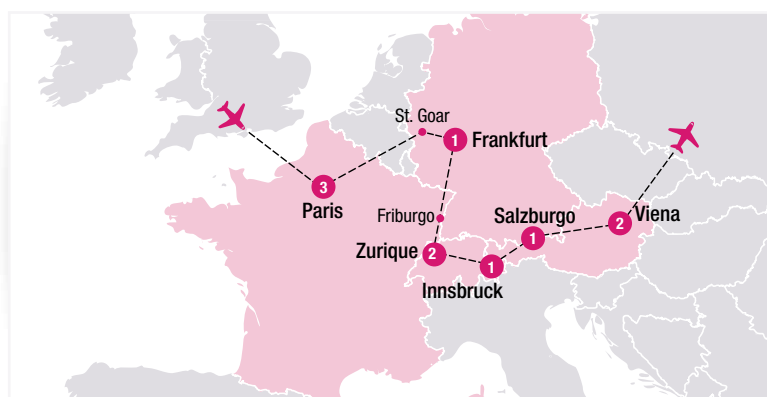 St. Goar
1
Frankfurt
3
Paris
Friburgo
Salzburgo
1
Viena
2
Zurique
2
Innsbruck
1